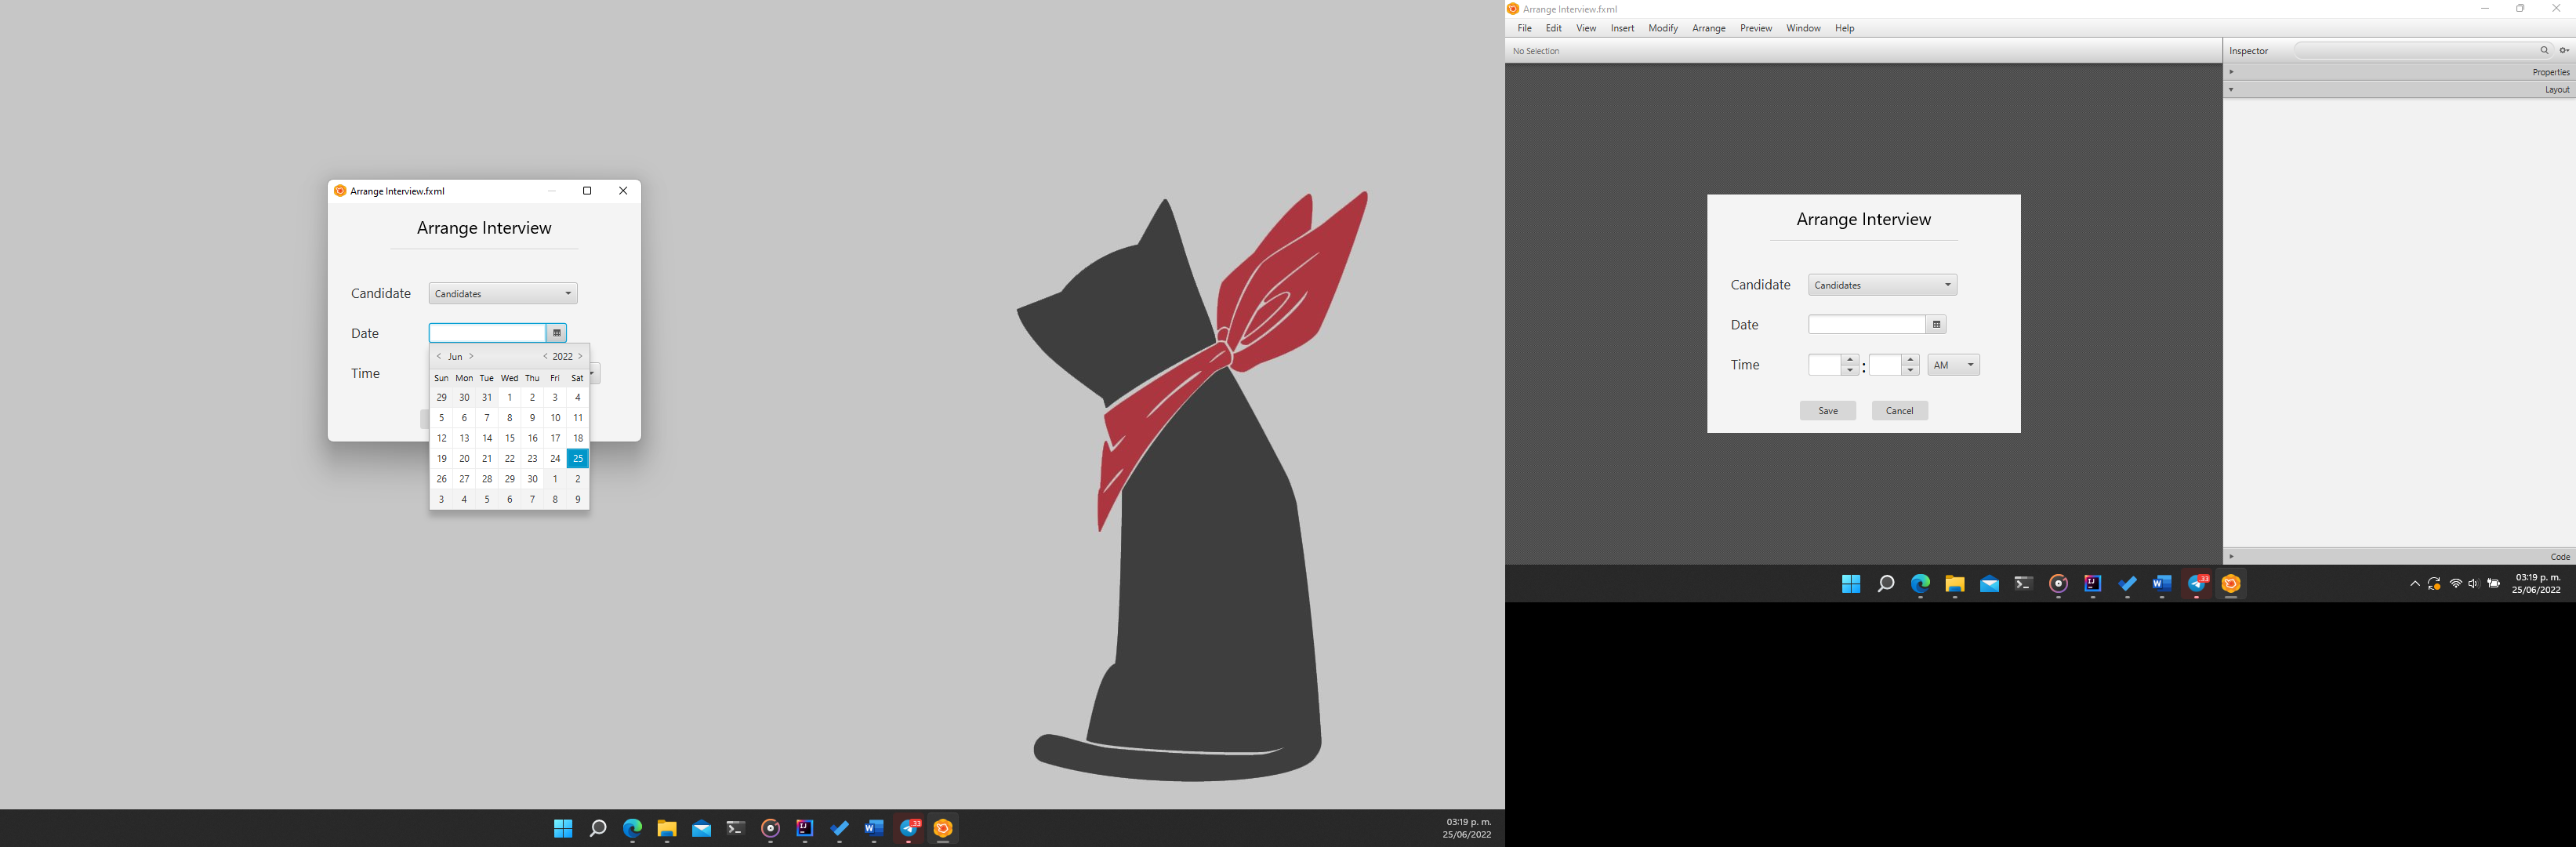 Arrange Interview.fxml
Arrange Interview
Candidate
Candidates
Date
Jun
2022
Time
Sun Mon Tue Wed Thu Fri Sat
29 30 31 1 2 3 4
5 6 7 8 9 10 11
12 13 14 15 16 17 18
19 20 21 22 23 24 25
26 27 28 29 30 1 2
3 4 5 6 7 8 9
33
03:19 p. m.
25/06/2022
Arrange Interview.fxml
File Edit View Insert Modify Arrange Preview Window Help
No Selection
Inspector
Properties
Layout
Arrange Interview
Candidate
Candidates
Date
Time
:
AM
Save
Cancel
Code
33
03:19 p. m.
25/06/2022